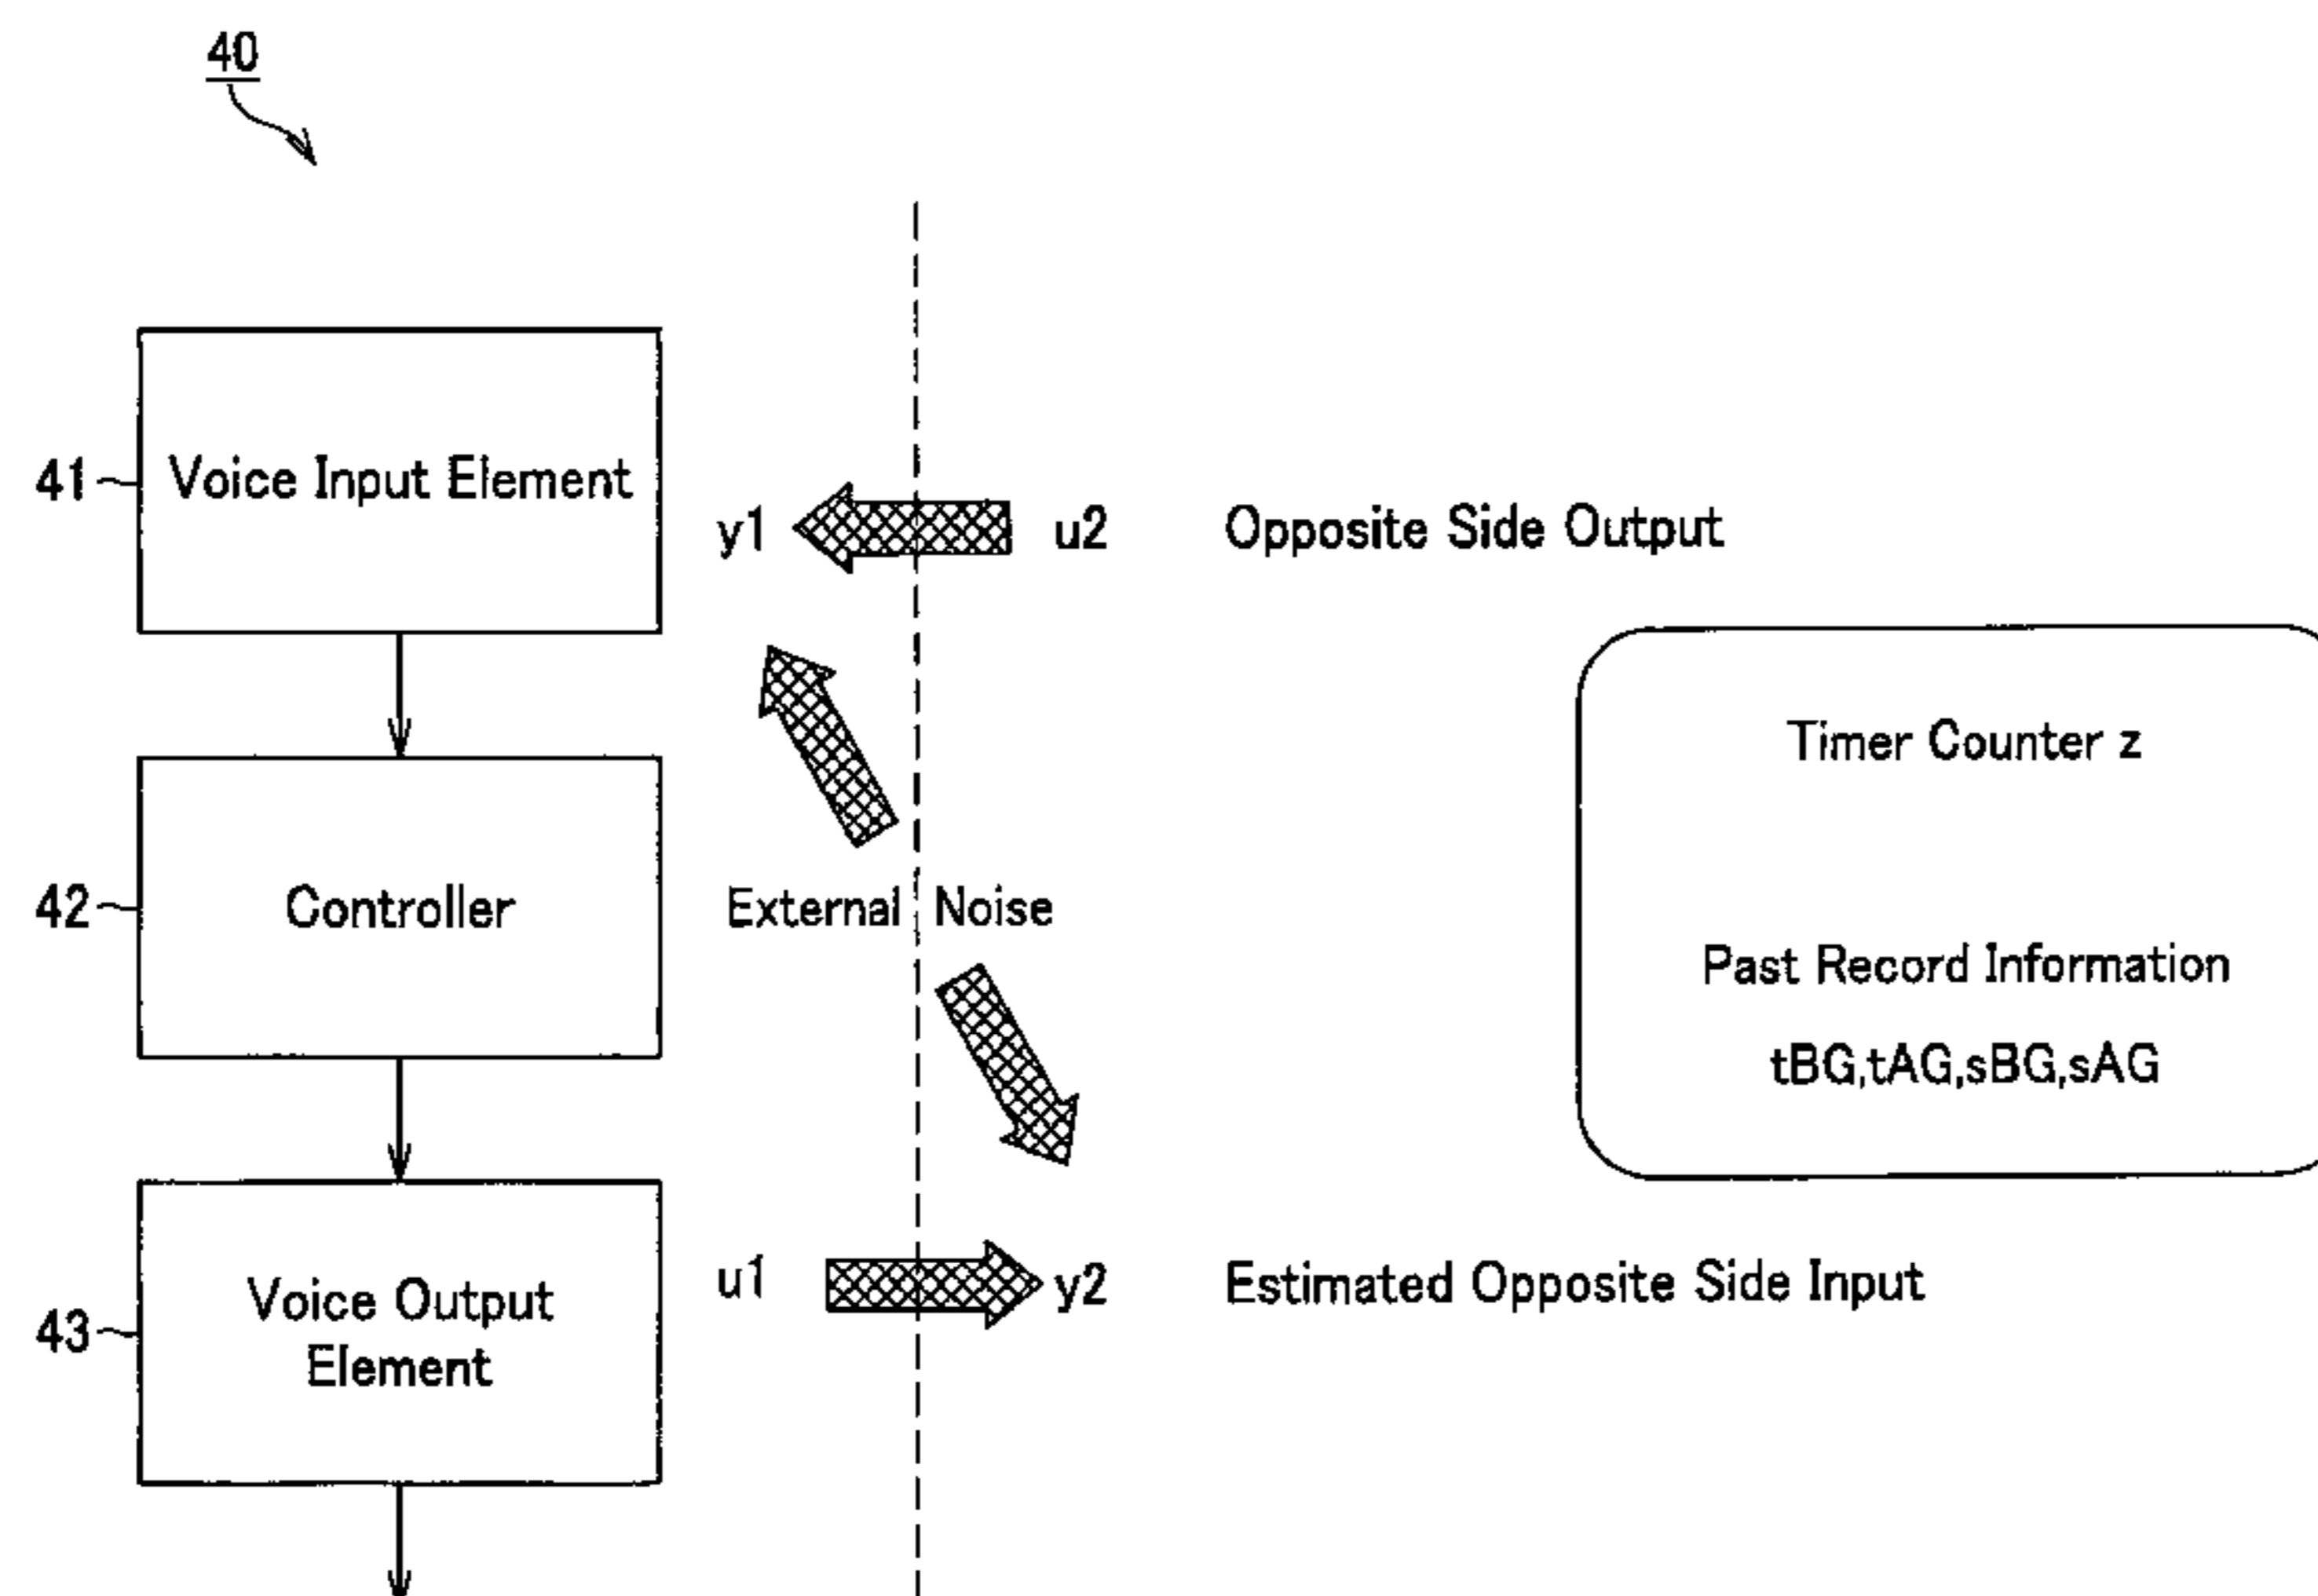 40
41
Voice Input Element
y1
u2
Opposite Side Output
Timer Counter z
42
Controller
External Noise
Past Record Information
tBG,tAG,sBG,sAG
43
Voice Output
Element
u1
y2
Estimated Opposite Side Input